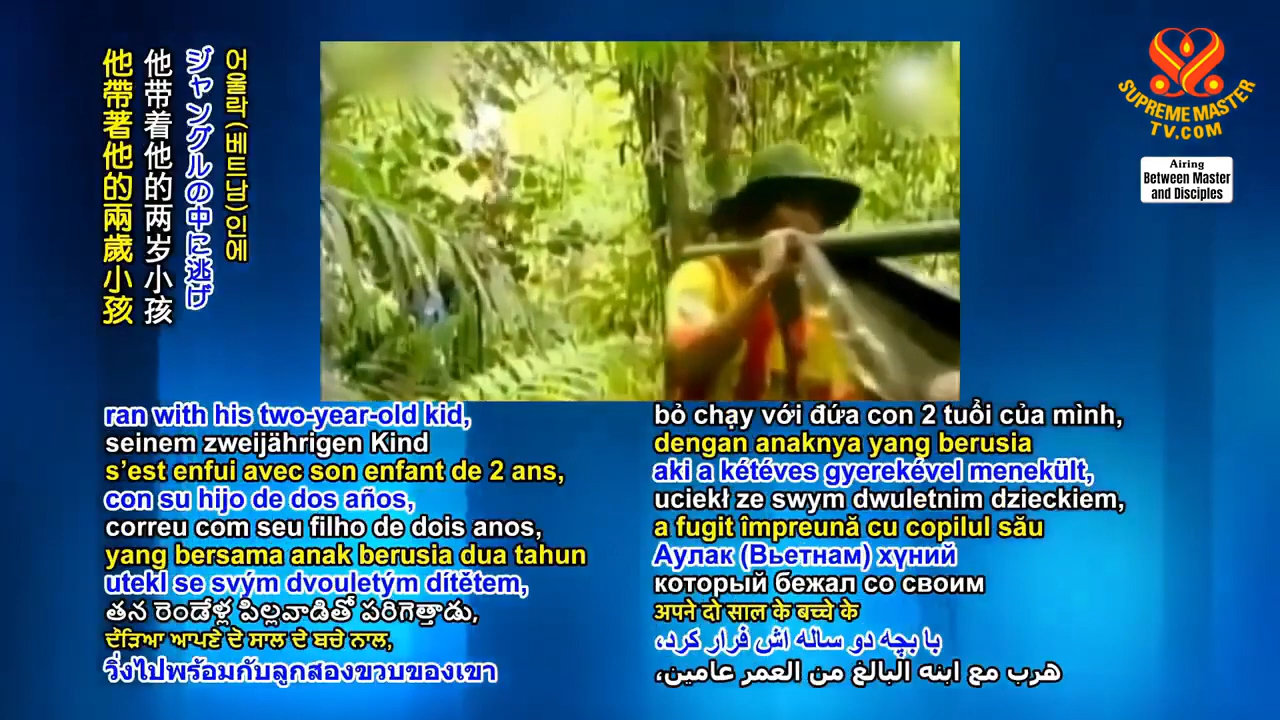 어울락 (베트남)인에
ジャングルの中に逃げ
他带着他的两岁小孩
他帶著他的兩歲小孩
SUPREME MASTER
TV.COM
Airing
Between Master
and Disciples
ran with his two-year-old kid,
seinem zweijährigen Kind
s’est enfui avec son enfant de 2 ans,
con su hijo de dos años,
correu com seu filho de dois anos,
yang bersama anak berusia dua tahun
utekl se svým dvouletým dítětem,
తన రెండేళ్ల పిల్లవాడితో పరిగెత్తాడు,
ਦੌੜਿਆ ਆਪਣੇ ਦੋ ਸਾਲ ਦੇ ਬਚੇ ਨਾਲ,
วิ่งไปพร้อมกับลูกสองขวบของเขา
bỏ chạy với đứa con 2 tuổi của mình,
dengan anaknya yang berusia
aki a kétéves gyerekével menekült,
uciekł ze swym dwuletnim dzieckiem,
a fugit împreună cu copilul său
Аулак (Вьетнам) хүний
который бежал со своим
अपने दो साल के बच्चे के
با بچه دو ساله اش فرار کرد،
هرب مع ابنه البالغ من العمر عامين،